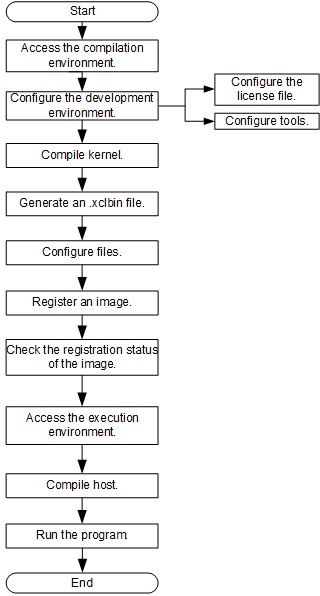 Start
Access the compilation
environment.
Configure the development
environment.
Configure the
license file.
Configure tools.
Compile kernel.
Generate an .xclbin file.
Configure files.
Register an image.
Check the registration status
of the image.
Access the execution
environment.
Compile host.
Run the program.
End